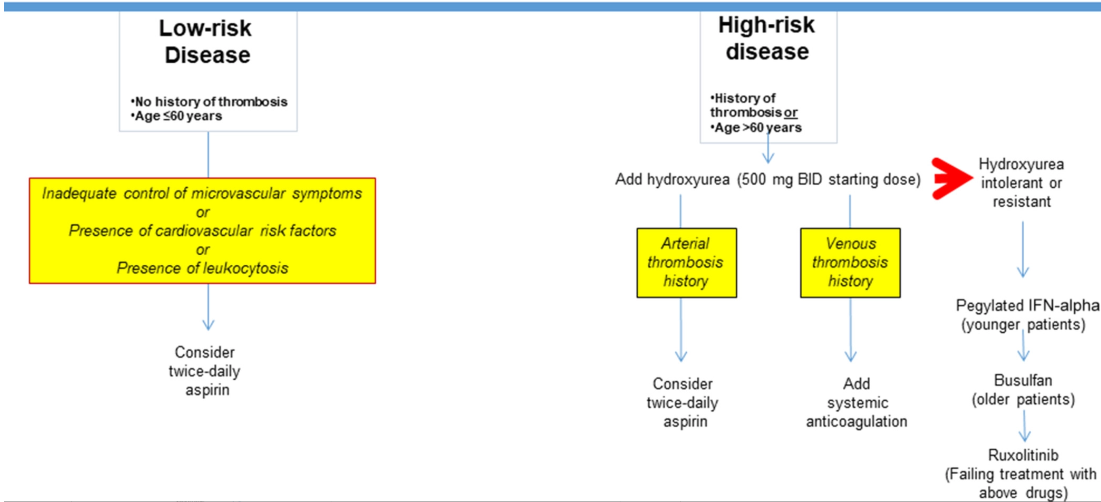 Low-risk
Disease
•No history of thrombosis
•Age ≤60 years
Inadequate control of microvascular symptoms
or
Presence of cardiovascular risk factors
or
Presence of leukocytosis
Consider
twice-daily
aspirin
High-risk
disease
•History of
thrombosis or
•Age >60 years
Add hydroxyurea (500 mg BID starting dose)
Arterial
thrombosis
history
Consider
twice-daily
aspirin
Venous
thrombosis
history
Add
systemic
anticoagulation
Hydroxyurea
intolerant or
resistant
Pegylated IFN-alpha
(younger patients)
Busulfan
(older patients)
Ruxolitinib
(Failing treatment with
above drugs)